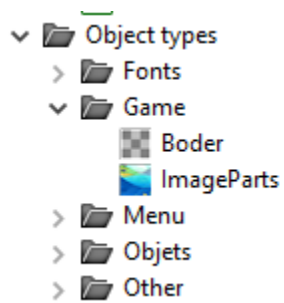 Object types
Fonts
Game
Boder
ImageParts
Menu
Objets
Other